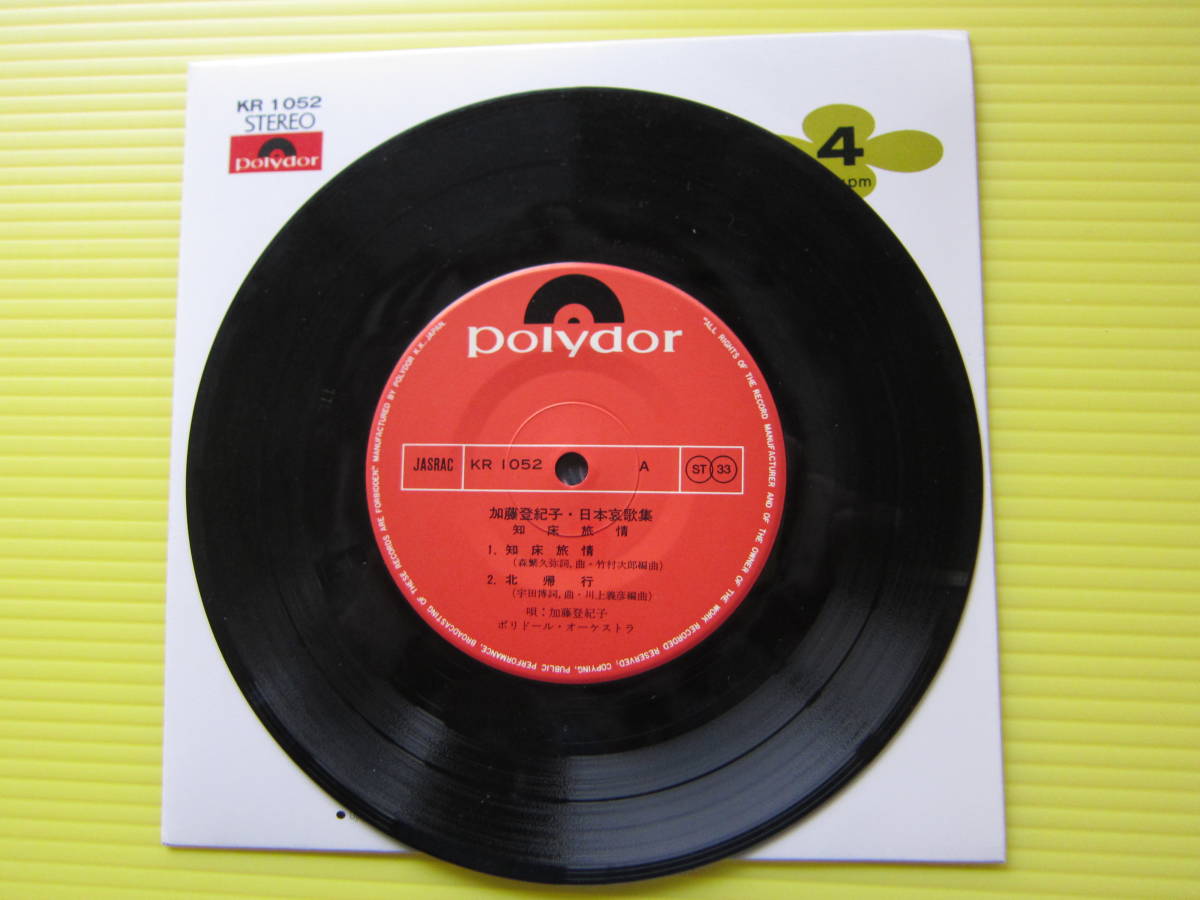 KR 1052
STEREO
polydor
4
polydor
JASRAC KR 1052 A ST 33
加藤登紀子・日本哀歌集
知床旅情
1. 知床旅情
(森繁久弥詞,曲・竹村次郎編曲)
2. 北帰行
(宇田博詞,曲・川上義彦編曲)
唄:加藤登紀子
ポリドール・オーケストラ
"ALL RIGHTS OF THE RECORD MANUFACTURER AND OF THE OWNER OF THE WORK RECORDED RESERVED, COPYING, PUBLIC PERFORMANCE, BROADCASTING OF THESE RECORDS ARE FORBIDDEN" MANUFACTURED BY POLYDOR K.K. JAPAN.